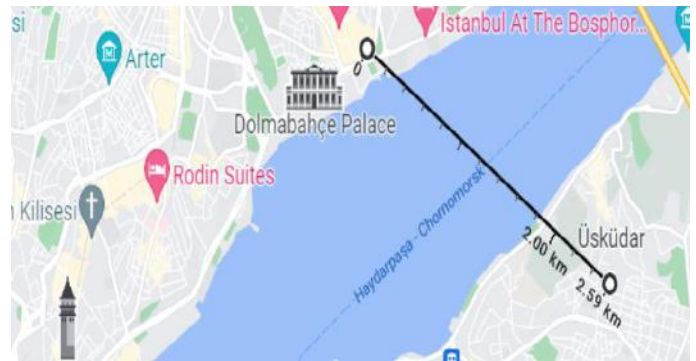 si
Arter
Istanbul At The Bosphor...
0
Dolmabahçe Palace
Rodin Suites
n Kilisesi
Haydarpaşa - Chornomorsk
Üsküdar
2.00 km
2.59 km